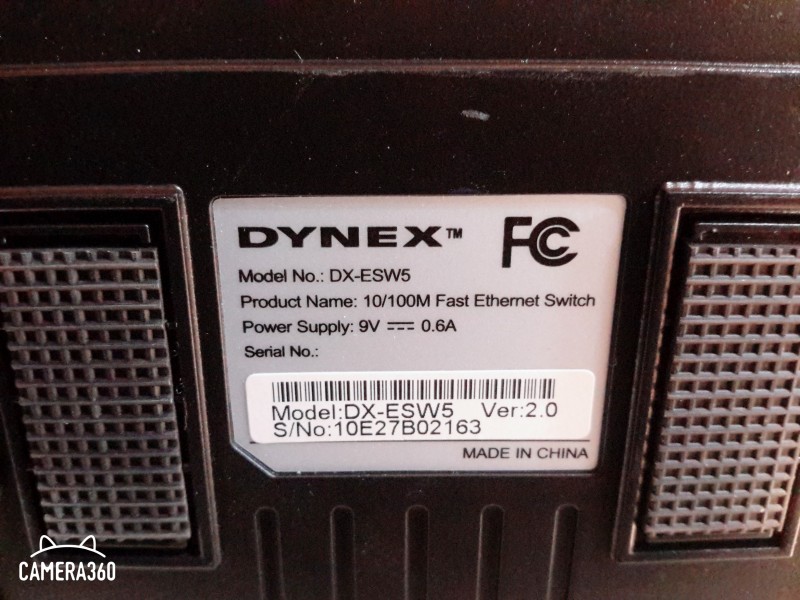 DYNEX™
FC
Model No.: DX-ESW5
Product Name: 10/100M Fast Ethernet Switch
Power Supply: 9V ⎓ 0.6A
Serial No.:
Model:DX-ESW5 Ver:2.0
S/No:10E27B02163
MADE IN CHINA
CAMERA360